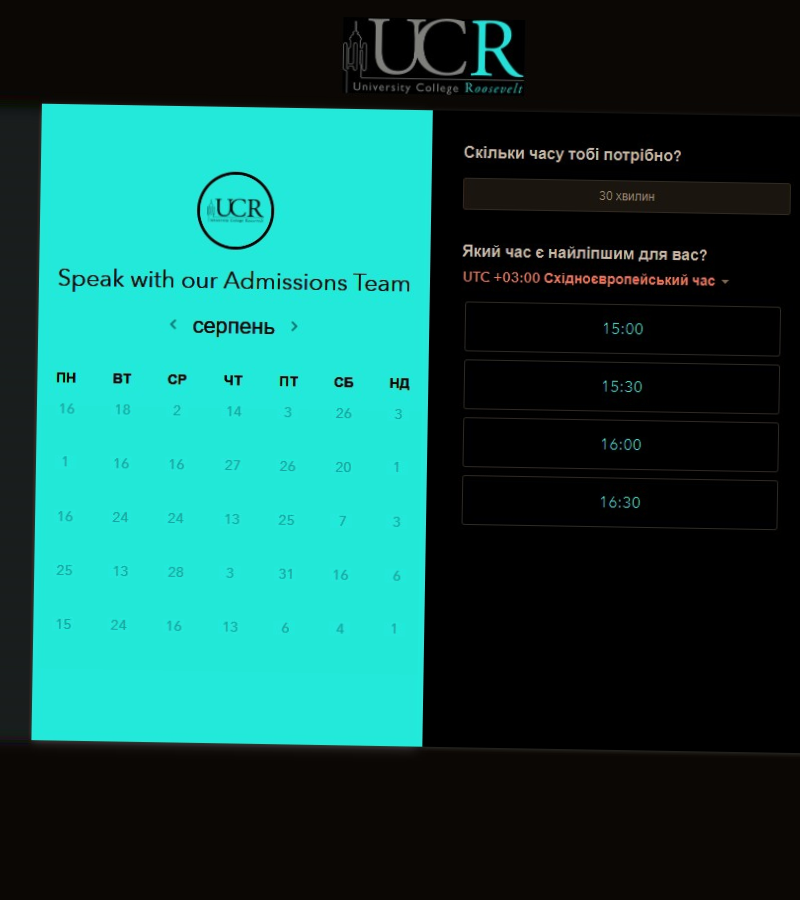 UCR
University College Roosevelt
UCR
Speak with our Admissions Team
серпень
ПН ВТ СР ЧТ ПТ СБ НД
16 18 2 14 3 26 3
1 16 16 27 26 20 1
16 24 24 13 25 7 3
25 13 28 3 31 16 6
15 24 16 13 6 4 1
Скільки часу тобі потрібно?
30 хвилин
Який час є найліпшим для вас?
UTC +03:00 Східноєвропейський час
15:00
15:30
16:00
16:30